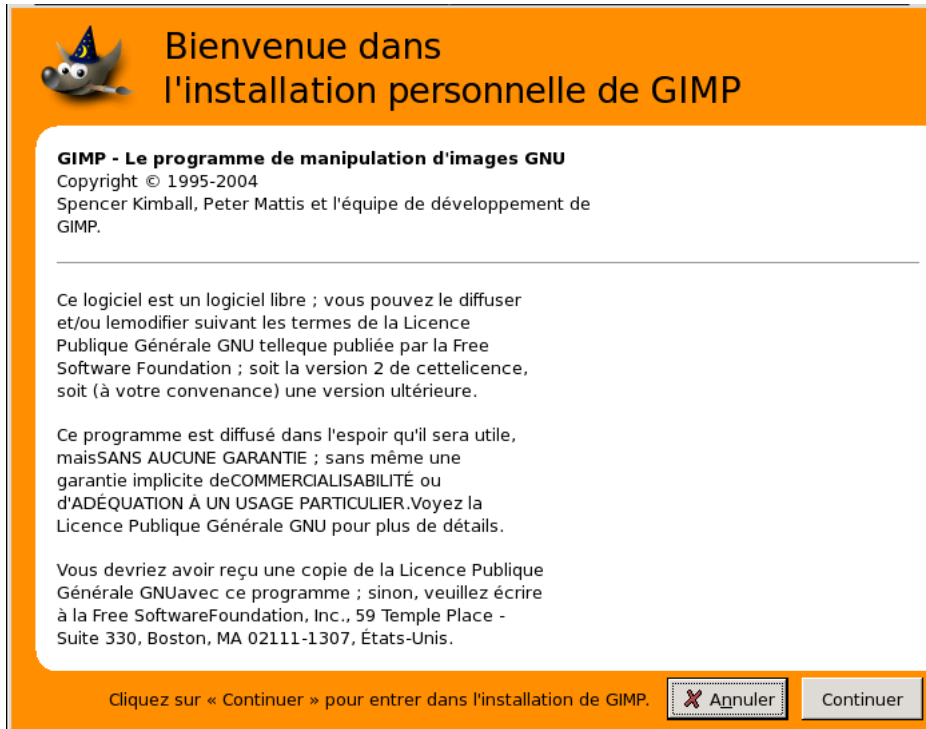 Bienvenue dans
l'installation personnelle de GIMP
GIMP - Le programme de manipulation d'images GNU
Copyright © 1995-2004
Spencer Kimball, Peter Mattis et l'équipe de développement de
GIMP.
Ce logiciel est un logiciel libre ; vous pouvez le diffuser
et/ou lemodifier suivant les termes de la Licence
Publique Générale GNU telleque publiée par la Free
Software Foundation ; soit la version 2 de cettelicence,
soit (à votre convenance) une version ultérieure.
Ce programme est diffusé dans l'espoir qu'il sera utile,
maisSANS AUCUNE GARANTIE ; sans même une
garantie implicite deCOMMERCIALISABILITÉ ou
d'ADÉQUATION À UN USAGE PARTICULIER.Voyez la
Licence Publique Générale GNU pour plus de détails.
Vous devriez avoir reçu une copie de la Licence Publique
Générale GNUavec ce programme ; sinon, veuillez écrire
à la Free SoftwareFoundation, Inc., 59 Temple Place -
Suite 330, Boston, MA 02111-1307, États-Unis.
Cliquez sur « Continuer » pour entrer dans l'installation de GIMP.
Annuler
Continuer